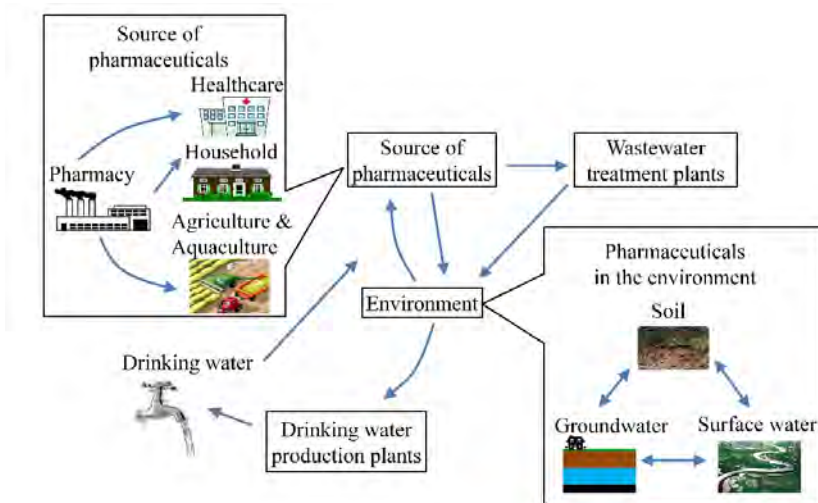 Source of
pharmaceuticals
Healthcare
Household
Pharmacy
Agriculture &
Aquaculture
Source of
pharmaceuticals
Wastewater
treatment plants
Environment
Pharmaceuticals
in the environment
Soil
Groundwater
Surface water
Drinking water
Drinking water
production plants